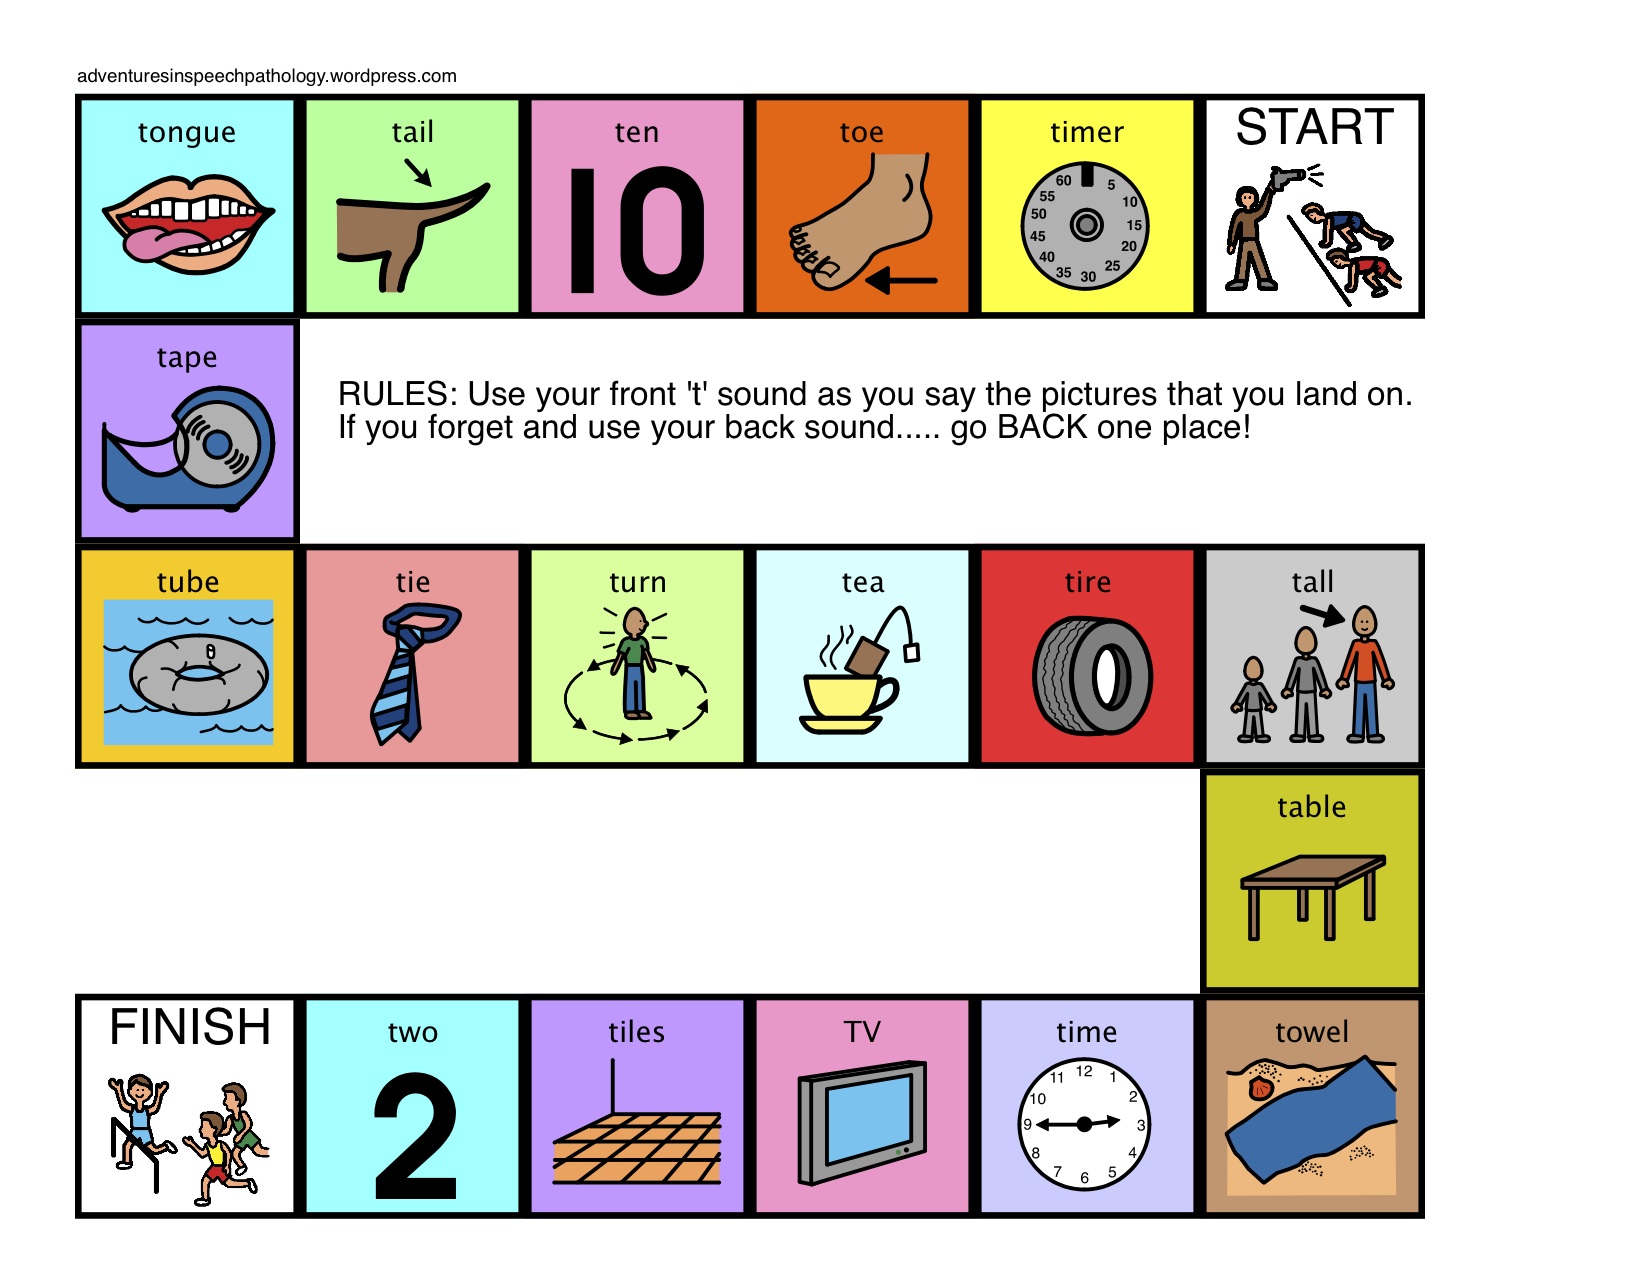 adventuresinspeechpathology.wordpress.com
tongue tail ten toe timer START
10
60 5
55 10
50 15
45 20
40 25
35 30
tape
RULES: Use your front 't' sound as you say the pictures that you land on.
If you forget and use your back sound..... go BACK one place!
tube tie turn tea tire tall
table
FINISH two tiles TV time towel
2
11 12 1
10 2
9 3
8 4
7 6 5